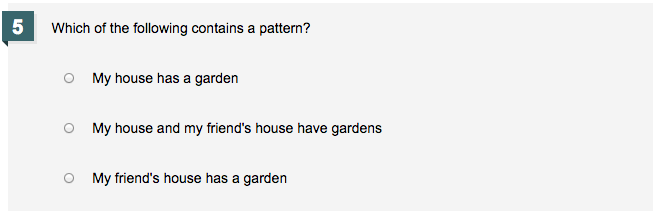 5 Which of the following contains a pattern?
My house has a garden
My house and my friend's house have gardens
My friend's house has a garden